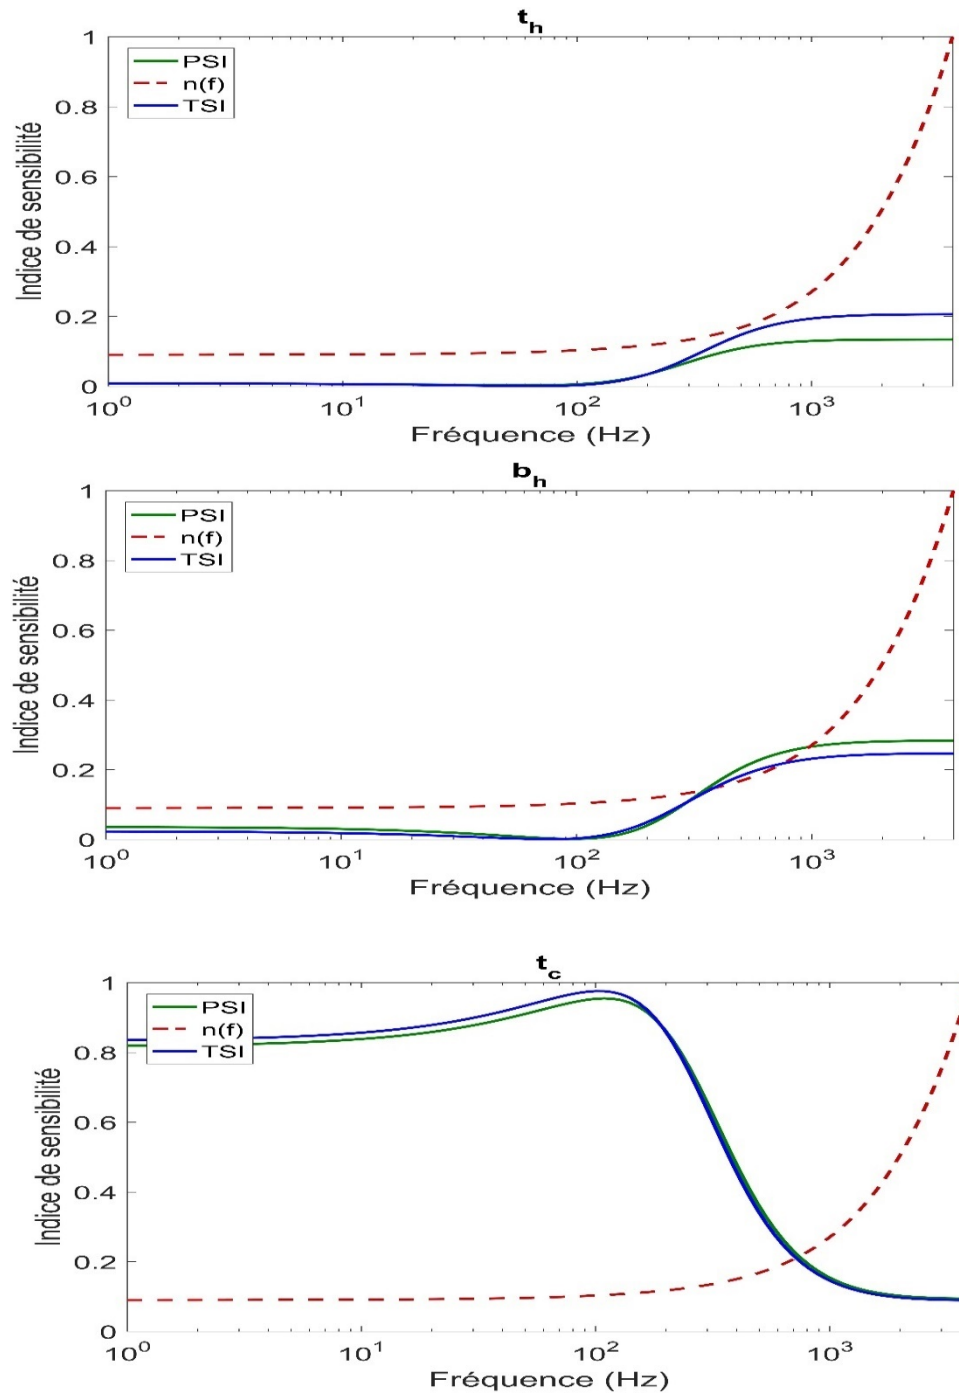 t_h
1
0.8
0.6
0.4
0.2
0
Indice de sensibilité
PSI
n(f)
TSI
10^0 10^1 10^2 10^3
Fréquence (Hz)
b_h
1
0.8
0.6
0.4
0.2
0
Indice de sensibilité
PSI
n(f)
TSI
10^0 10^1 10^2 10^3
Fréquence (Hz)
t_c
1
0.8
0.6
0.4
0.2
0
Indice de sensibilité
PSI
n(f)
TSI
10^0 10^1 10^2 10^3
Fréquence (Hz)